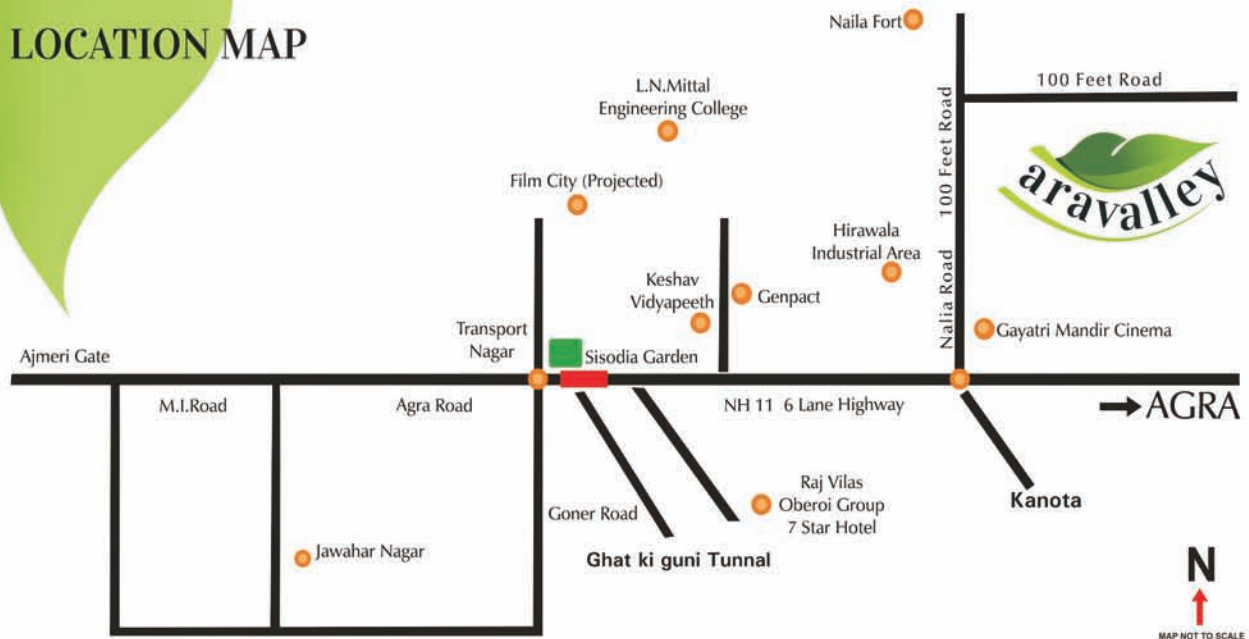 LOCATION MAP
Naila Fort
100 Feet Road
L.N.Mittal
Engineering College
100 Feet Road
aravalley
Film City (Projected)
Hirawala
Industrial Area
Keshav
Vidyapeeth
Genpact
Nalia Road
Transport
Nagar
Gayatri Mandir Cinema
Ajmeri Gate
Sisodia Garden
M.I.Road
Agra Road
NH 11 6 Lane Highway
AGRA
Raj Vilas
Oberoi Group
7 Star Hotel
Kanota
Goner Road
Jawahar Nagar
Ghat ki guni Tunnal
N
MAP NOT TO SCALE